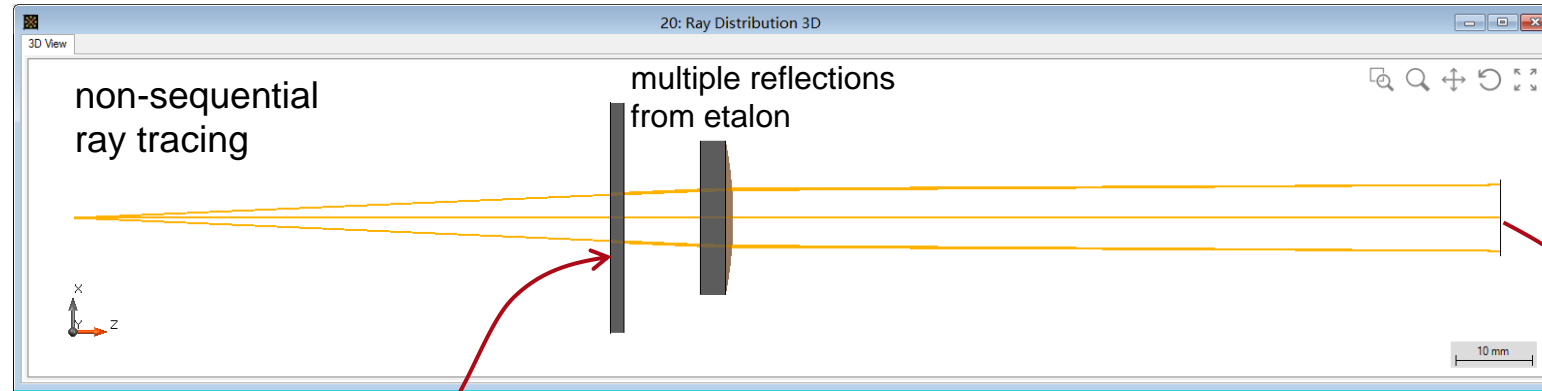 20: Ray Distribution 3D
3D View
non-sequential
ray tracing
multiple reflections
from etalon
X
Y
Z
10 mm